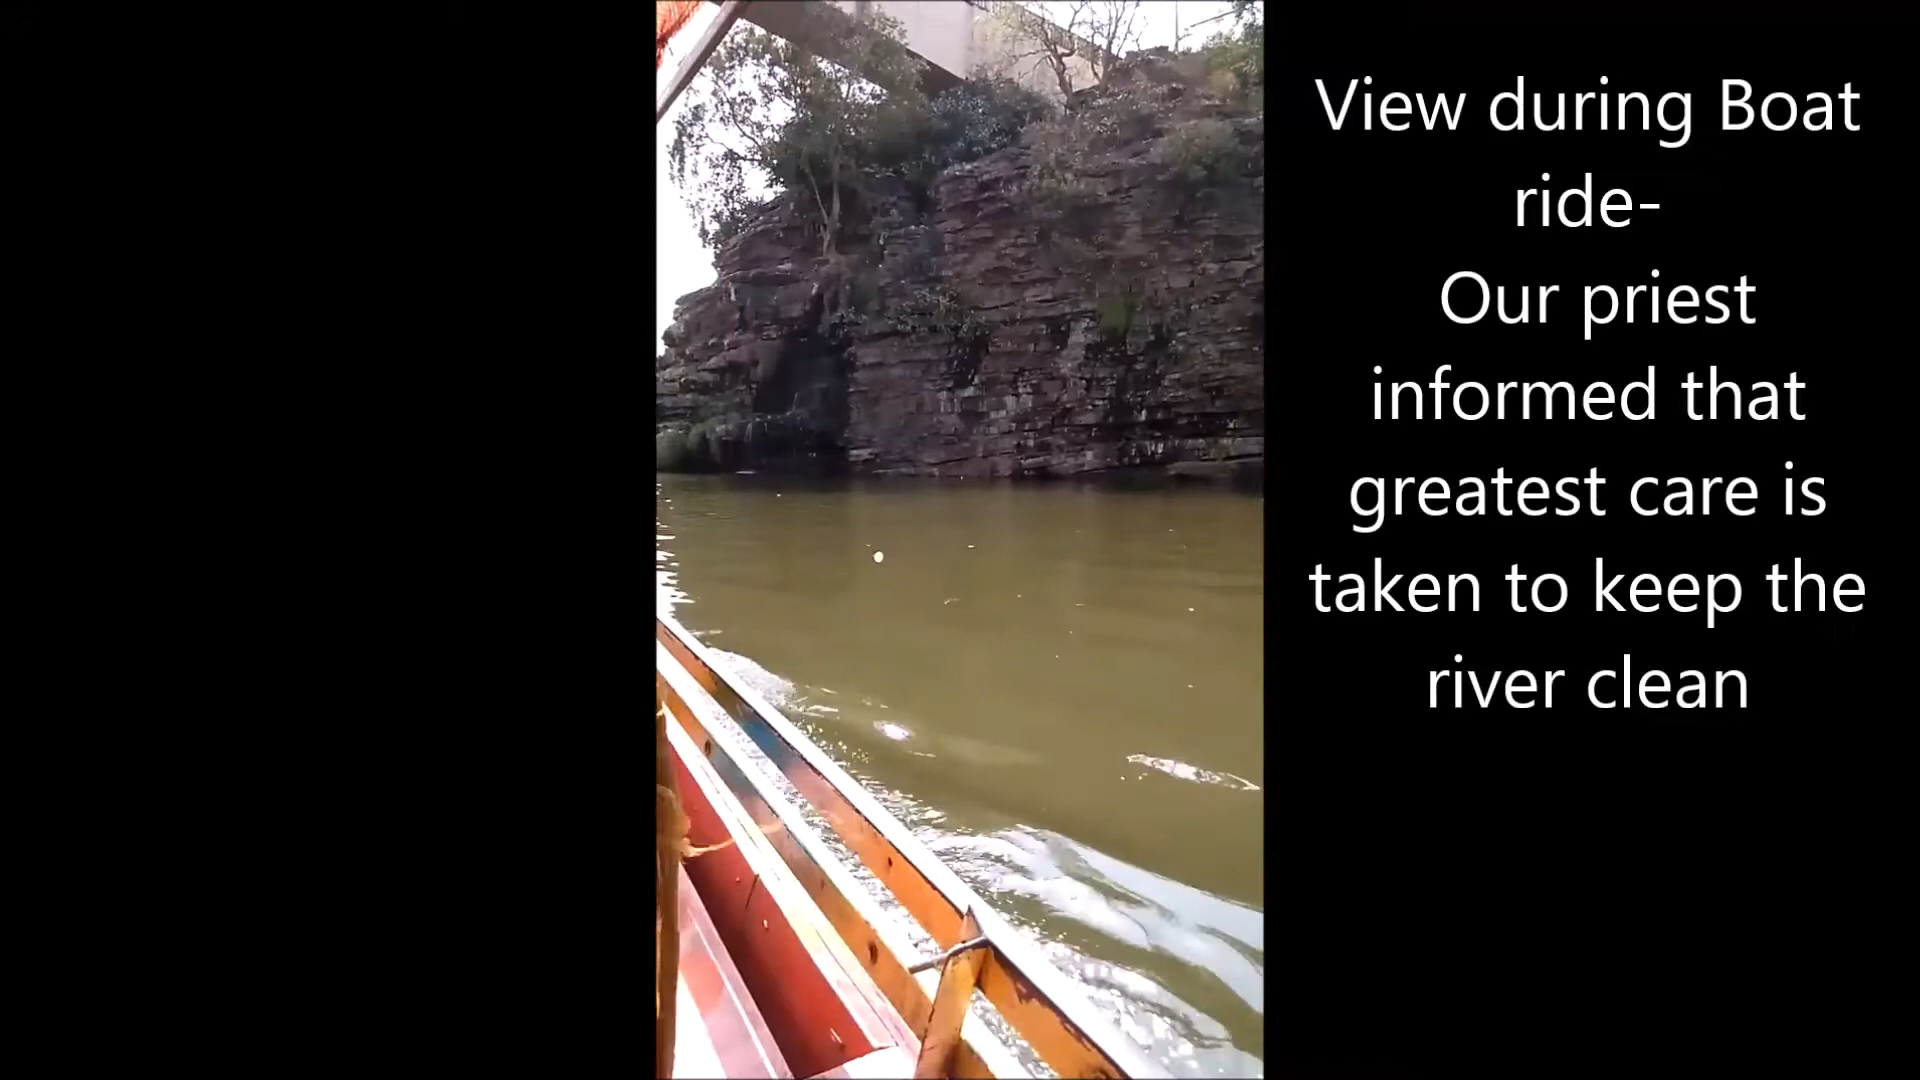 View during Boat
ride-
Our priest
informed that
greatest care is
taken to keep the
river clean